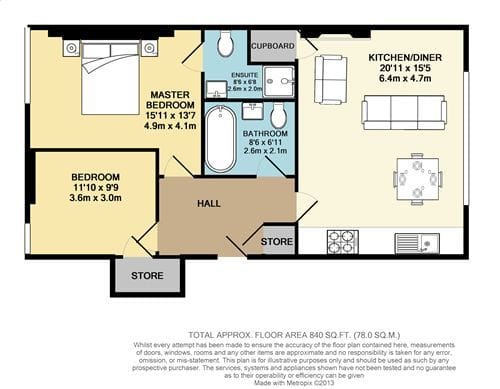 CUPBOARD
KITCHEN/DINER
20'11 x 15'5
6.4m x 4.7m
ENSUITE
8'6 x 6'8
2.6m x 2.0m
MASTER
BEDROOM
15'11 x 13'7
4.9m x 4.1m
BATHROOM
8'6 x 6'11
2.6m x 2.1m
BEDROOM
11'10 x 9'9
3.6m x 3.0m
HALL
STORE
STORE
TOTAL APPROX. FLOOR AREA 840 SQ.FT. (78.0 SQ.M.)
Whilst every attempt has been made to ensure the accuracy of the floor plan contained here, measurements
of doors, windows, rooms and any other items are approximate and no responsibility is taken for any error,
omission, or mis-statement. This plan is for illustrative purposes only and should be used as such by any
prospective purchaser. The services, systems and appliances shown have not been tested and no guarantee
as to their operability or efficiency can be given
Made with Metropix ©2013